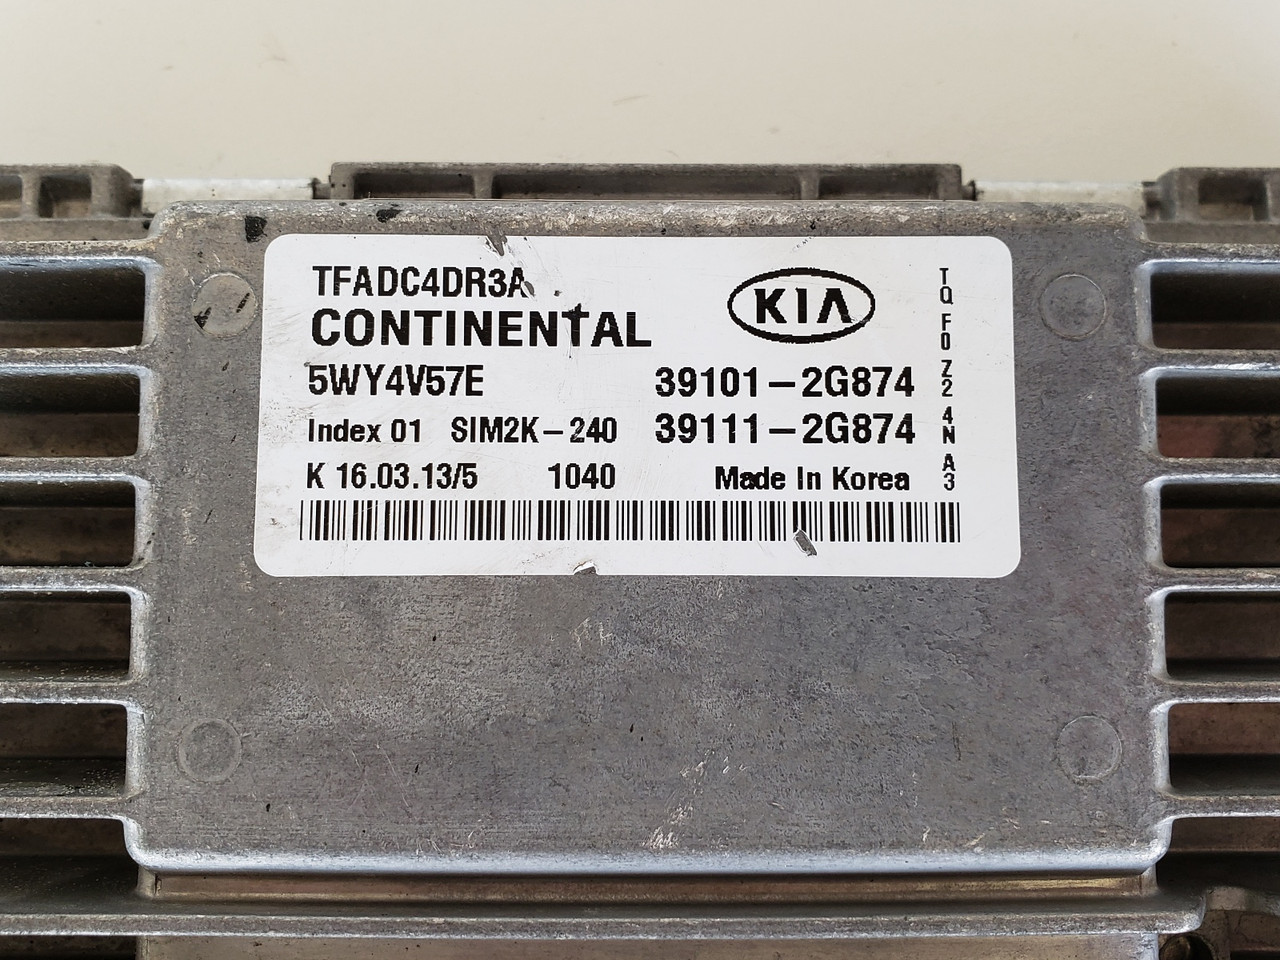 TFADC4DR3A
CONTINENTAL
KIA
5WY4V57E 39101-2G874
Index 01 SIM2K-240 39111-2G874
K 16.03.13/5 1040 Made In Korea
TQ F0 Z2 4N A3